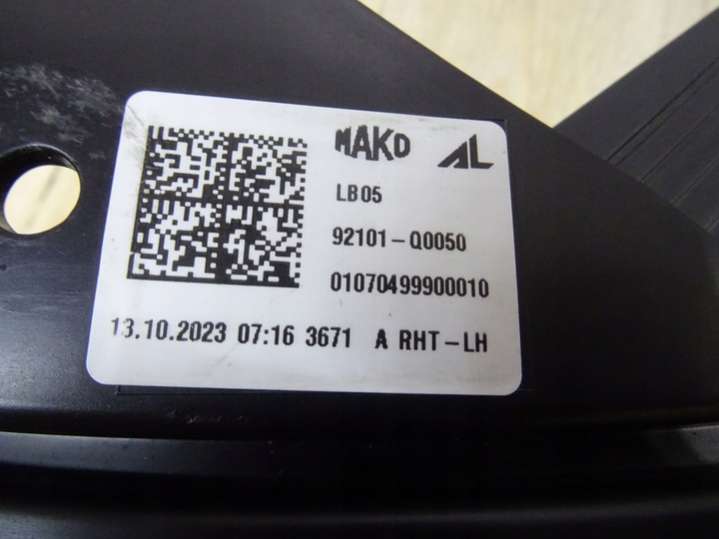 MAKO AL
LB05
92101-Q0050
01070499900010
13.10.2023 07:16 3671 A RHT-LH